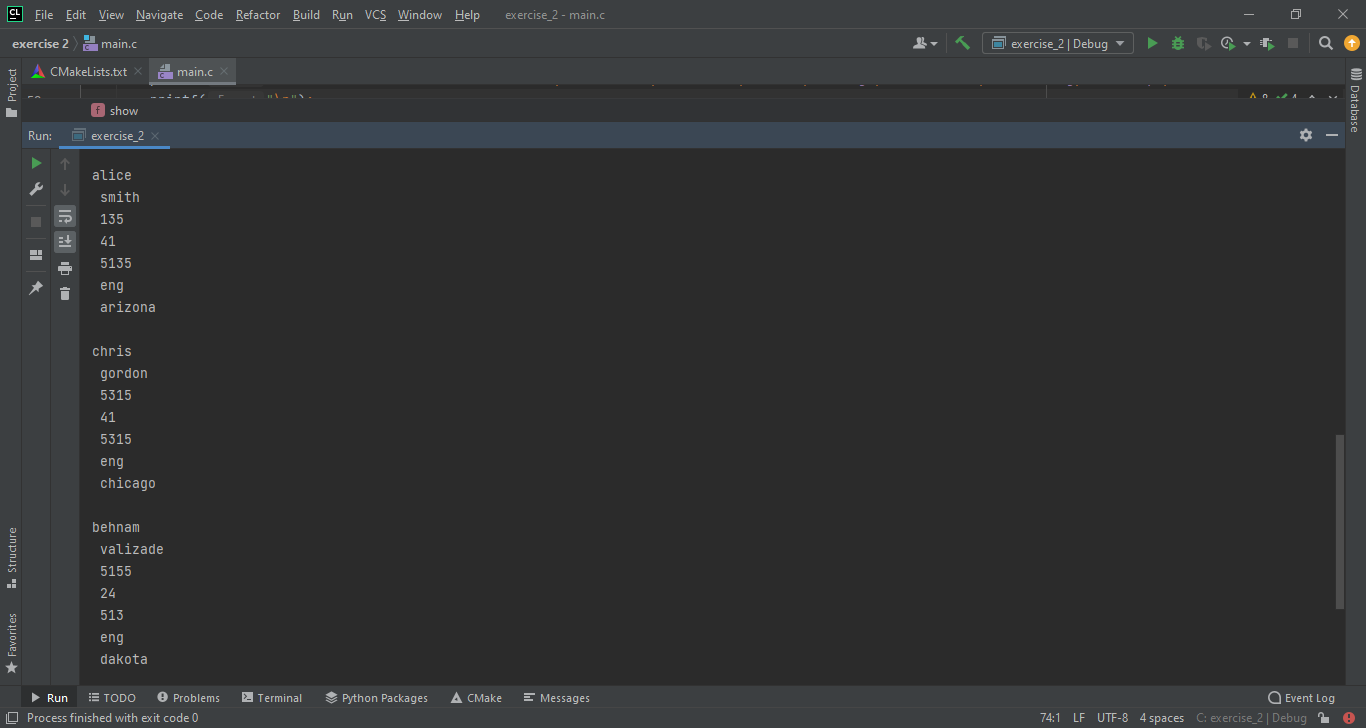 CL File Edit View Navigate Code Refactor Build Run VCS Window Help exercise_2 - main.c
exercise 2 main.c exercise_2 | Debug
CMakeLists.txt main.c
f show
Run: exercise_2
alice
smith
135
41
5135
eng
arizona
chris
gordon
5315
41
5315
eng
chicago
behnam
valizade
5155
24
513
eng
dakota
Project
Structure
Favorites
Database
Run TODO Problems Terminal Python Packages CMake Messages Event Log
Process finished with exit code 0 74:1 LF UTF-8 4 spaces C: exercise_2 | Debug